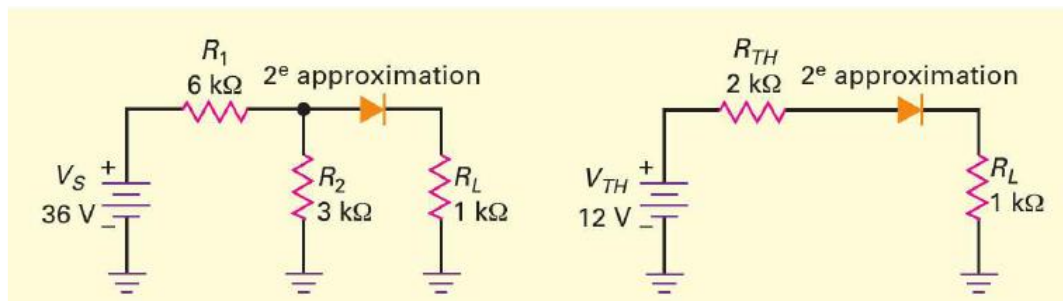 R1
6 kΩ
2e approximation
VS
36 V
+
–
R2
3 kΩ
RL
1 kΩ
RTH
2 kΩ
2e approximation
VTH
12 V
+
–
RL
1 kΩ